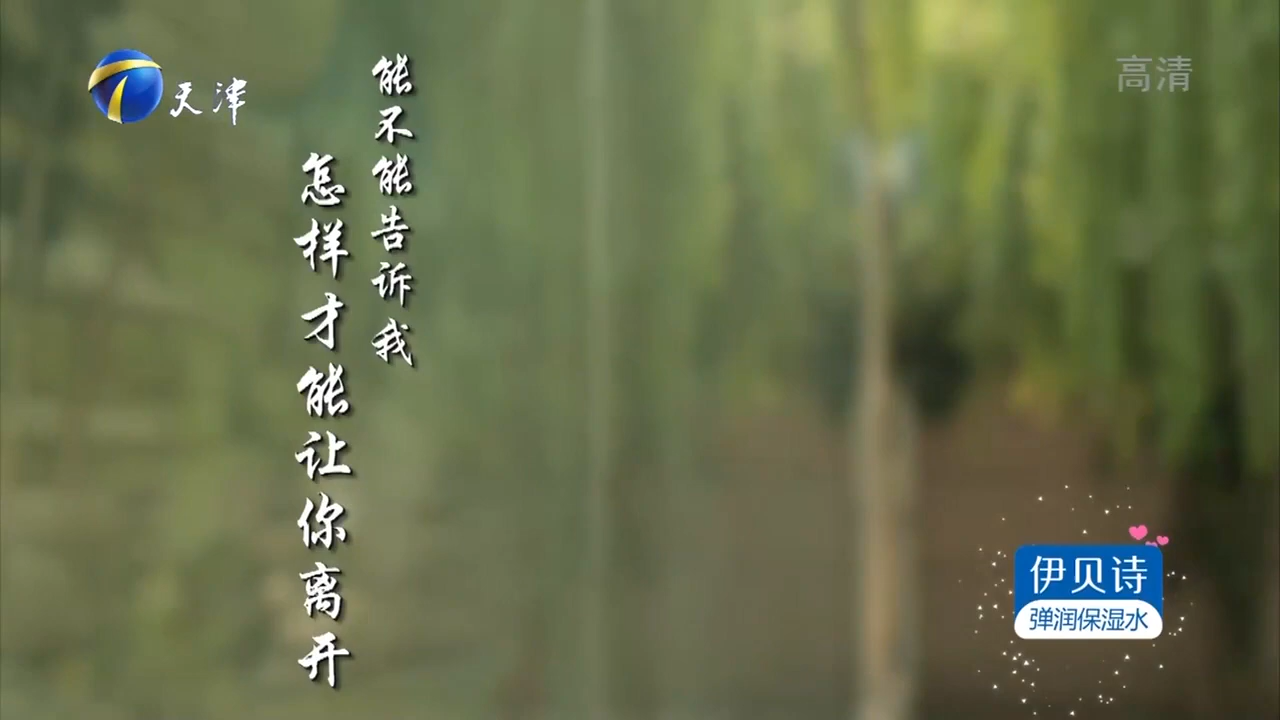 天津
高清
能不能告诉我
怎样才能让你离开
伊贝诗
弹润保湿水